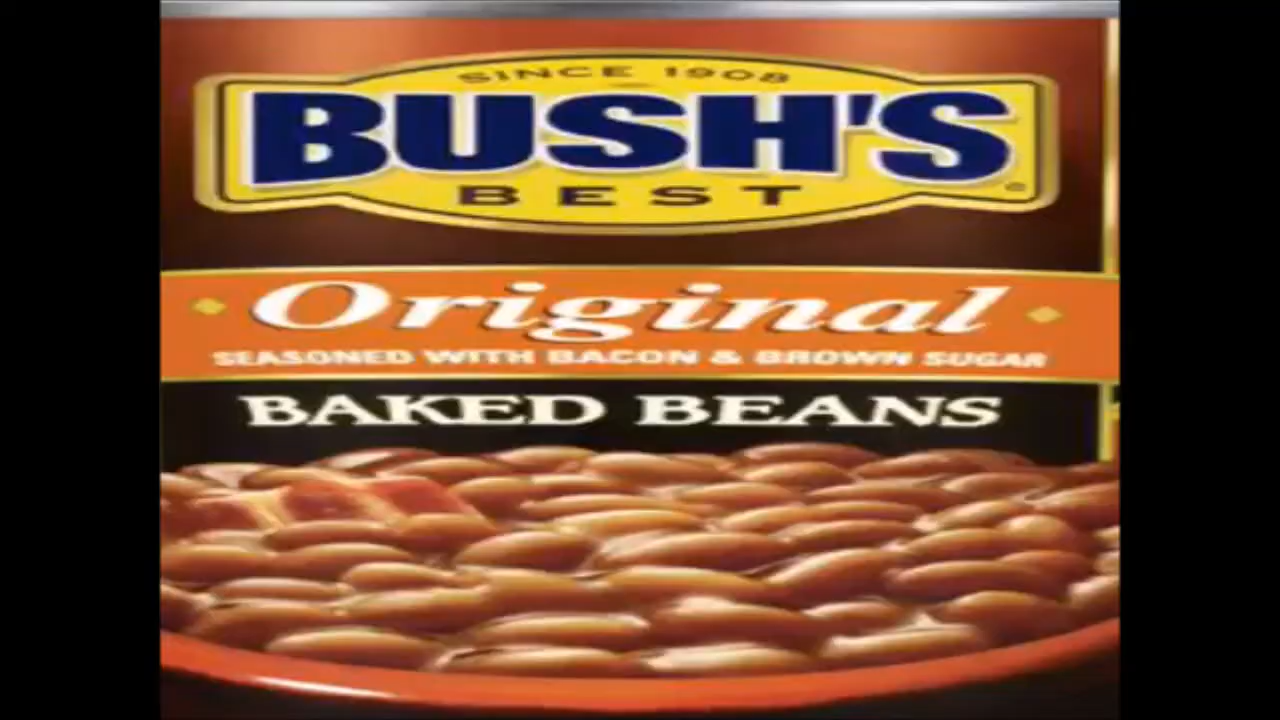 SINCE 1908
BUSH'S
BEST
Original
SEASONED WITH BACON & BROWN SUGAR
BAKED BEANS